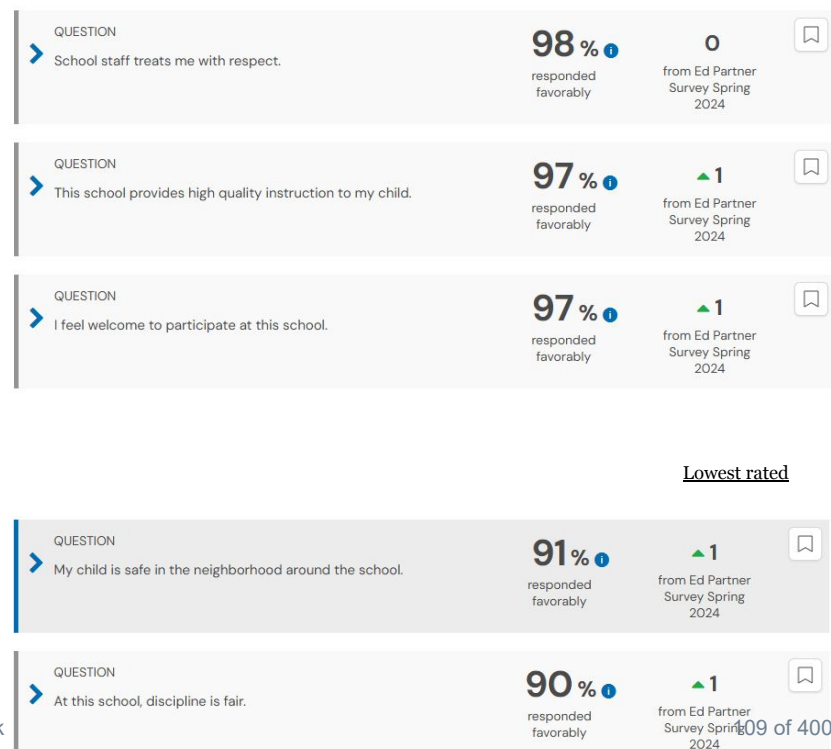 QUESTION
School staff treats me with respect.
98 %
responded
favorably
0
from Ed Partner
Survey Spring
2024
QUESTION
This school provides high quality instruction to my child.
97 %
responded
favorably
1
from Ed Partner
Survey Spring
2024
QUESTION
I feel welcome to participate at this school.
97 %
responded
favorably
1
from Ed Partner
Survey Spring
2024
Lowest rated
QUESTION
My child is safe in the neighborhood around the school.
91 %
responded
favorably
1
from Ed Partner
Survey Spring
2024
QUESTION
At this school, discipline is fair.
90 %
responded
favorably
1
from Ed Partner
Survey Spring
2024
k
109 of 400